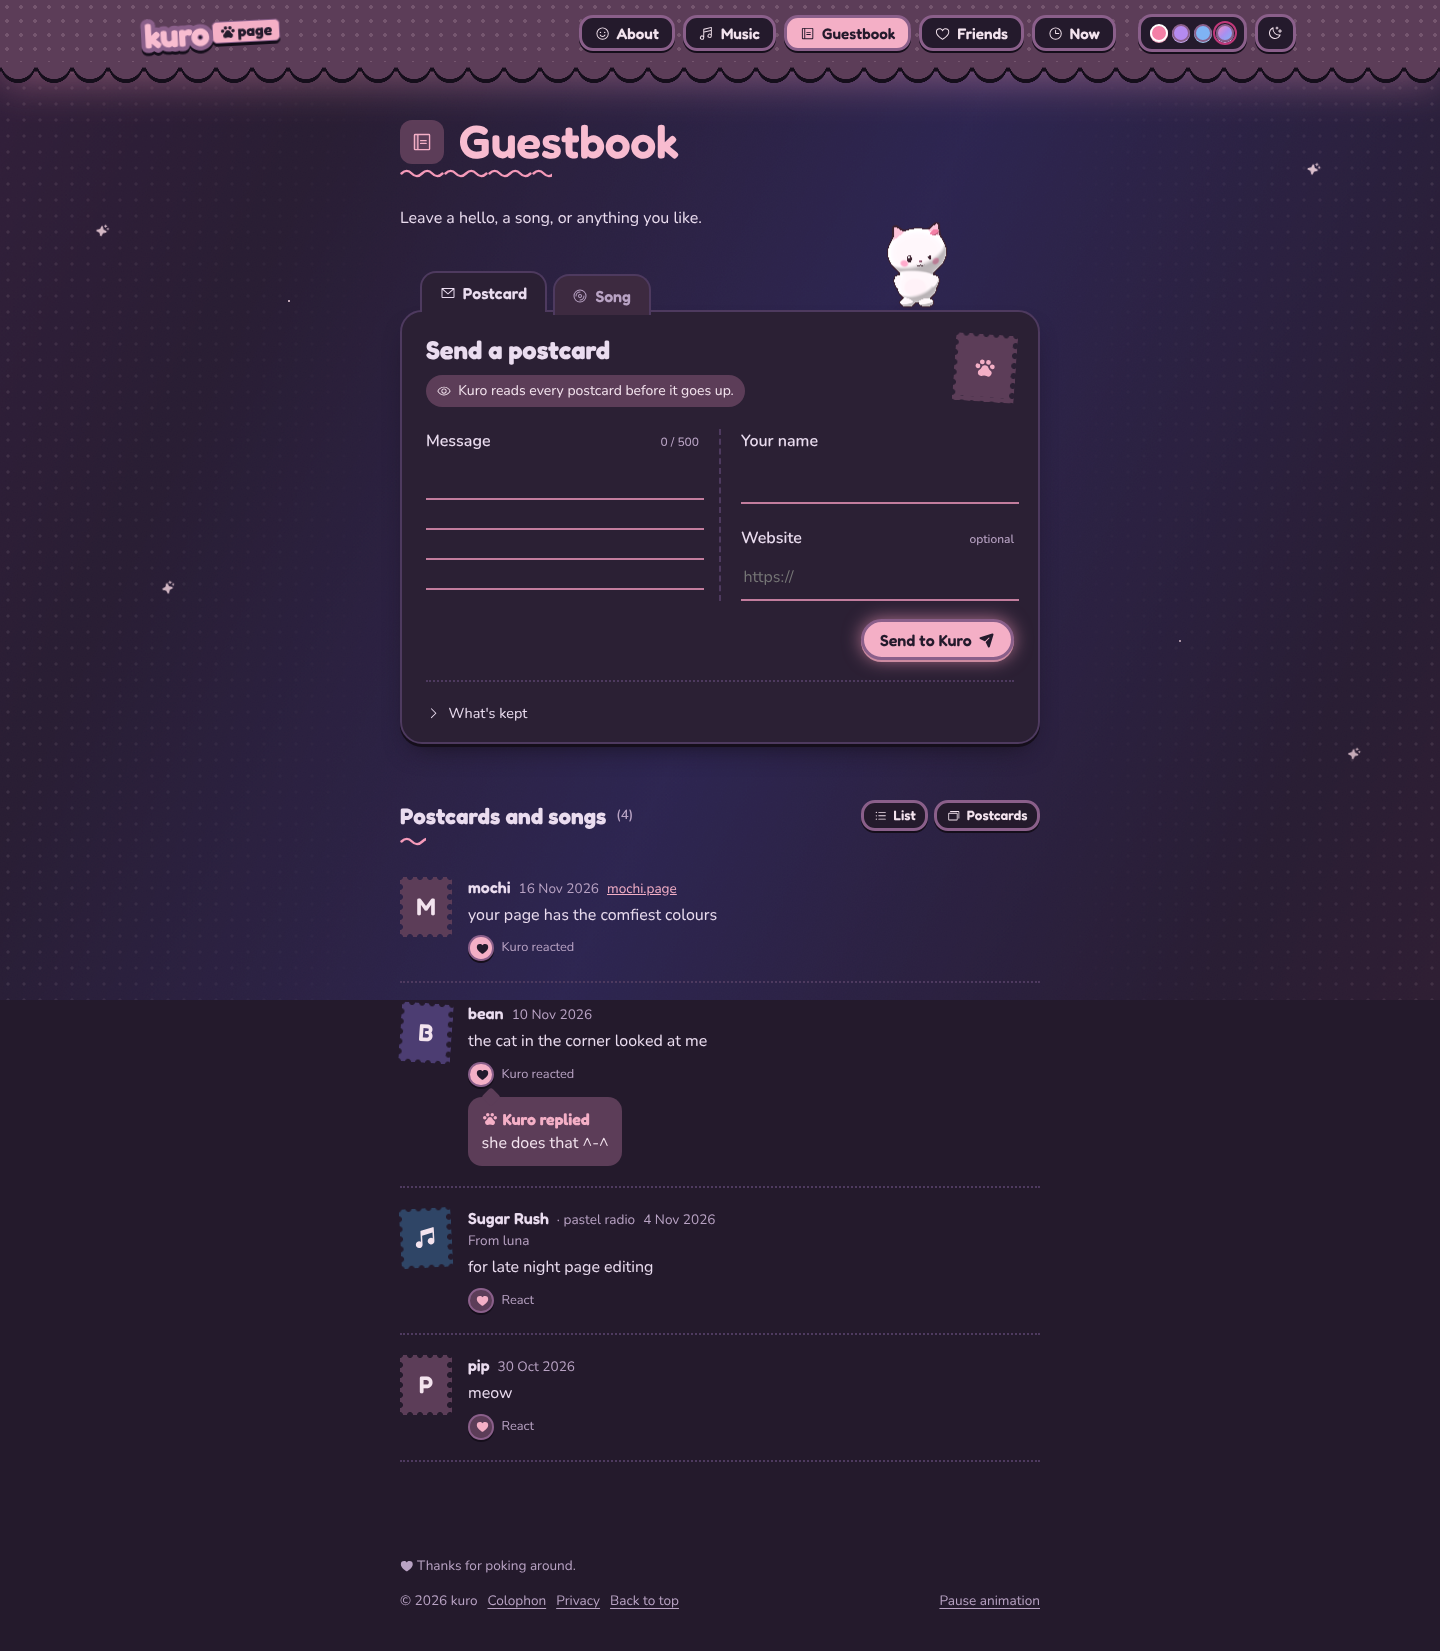 kuro page
About
Music
Guestbook
Friends
Now
Guestbook
Leave a hello, a song, or anything you like.
Postcard
Song
Send a postcard
Kuro reads every postcard before it goes up.
Message
0 / 500
Your name
Website
optional
https://
Send to Kuro
What's kept
Postcards and songs (4)
List
Postcards
M
mochi 16 Nov 2026 mochi.page
your page has the comfiest colours
Kuro reacted
B
bean 10 Nov 2026
the cat in the corner looked at me
Kuro reacted
Kuro replied
she does that ^-^
Sugar Rush · pastel radio 4 Nov 2026
From luna
for late night page editing
React
P
pip 30 Oct 2026
meow
React
Thanks for poking around.
© 2026 kuro Colophon Privacy Back to top
Pause animation